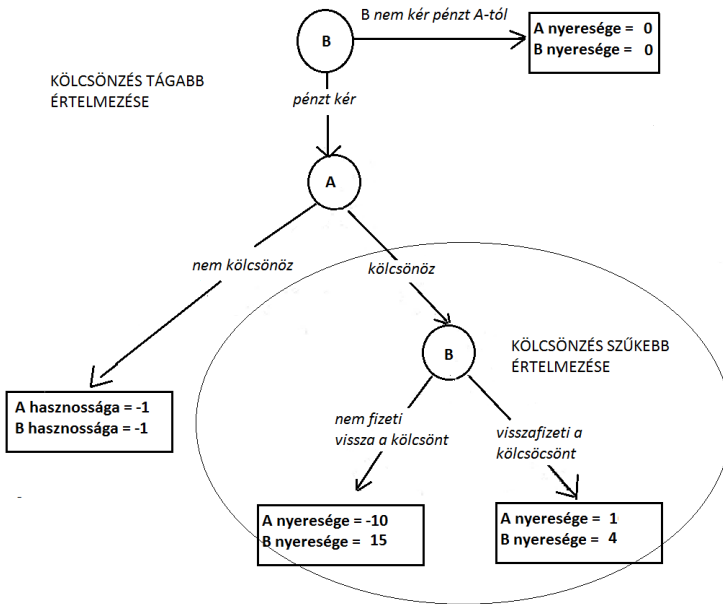 B nem kér pénzt A-tól
B
A nyeresége = 0
B nyeresége = 0
KÖLCSÖNZÉS TÁGABB
ÉRTELMEZÉSE
pénzt kér
A
nem kölcsönöz
kölcsönöz
B
KÖLCSÖNZÉS SZŰKEBB
ÉRTELMEZÉSE
A hasznossága = -1
B hasznossága = -1
nem fizeti
vissza a kölcsönt
visszafizeti a
kölcsöcsönt
A nyeresége = -10
B nyeresége = 15
A nyeresége = 1
B nyeresége = 4